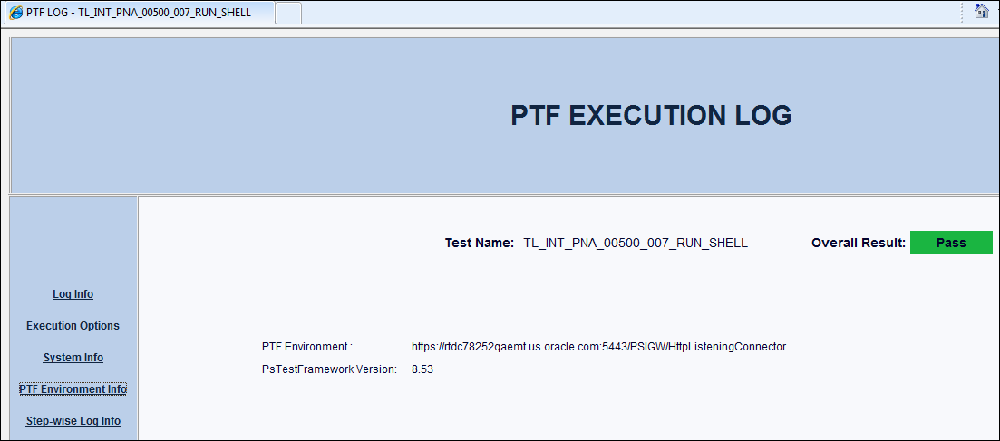 PTF LOG - TL_INT_PNA_00500_007_RUN_SHELL
PTF EXECUTION LOG
Test Name: TL_INT_PNA_00500_007_RUN_SHELL Overall Result: Pass
Log Info
Execution Options
System Info
PTF Environment Info
Step-wise Log Info
PTF Environment : https://rtdc78252qaemt.us.oracle.com:5443/PSIGW/HttpListeningConnector
PsTestFramework Version: 8.53